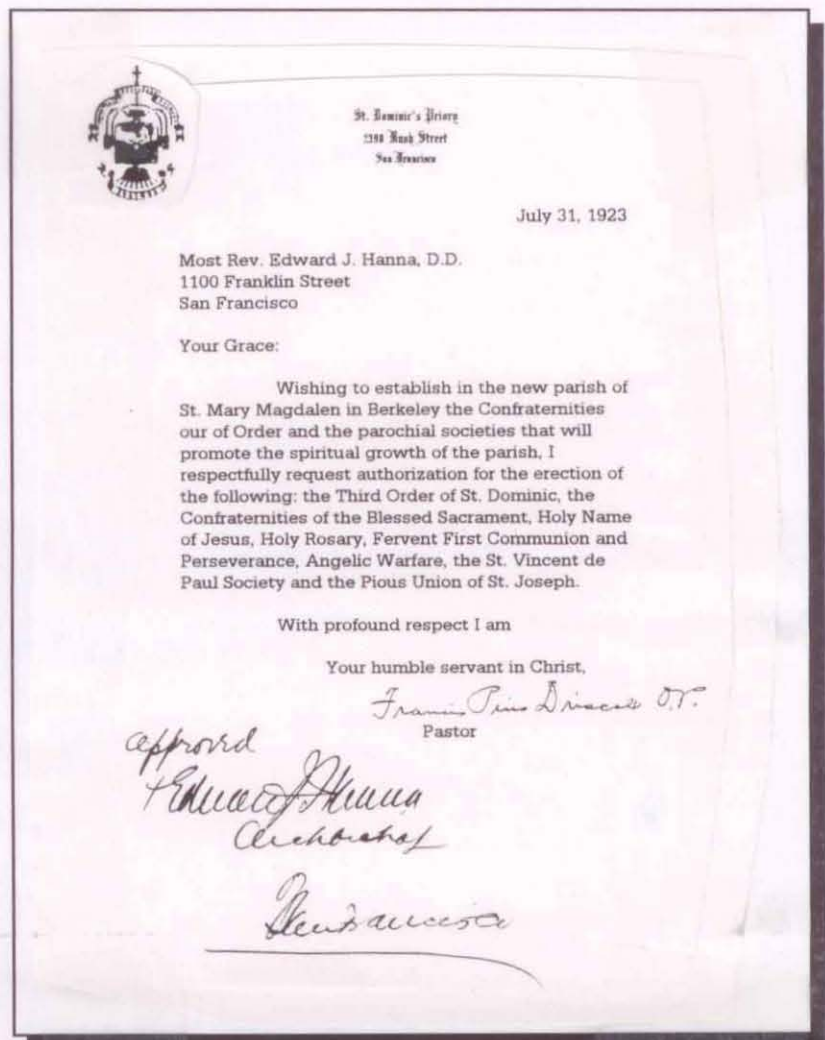 St. Dominic's Priory
2390 Bush Street
San Francisco
July 31, 1923
Most Rev. Edward J. Hanna, D.D.
1100 Franklin Street
San Francisco
Your Grace:
Wishing to establish in the new parish of
St. Mary Magdalen in Berkeley the Confraternities
our of Order and the parochial societies that will
promote the spiritual growth of the parish, I
respectfully request authorization for the erection of
the following: the Third Order of St. Dominic, the
Confraternities of the Blessed Sacrament, Holy Name
of Jesus, Holy Rosary, Fervent First Communion and
Perseverance, Angelic Warfare, the St. Vincent de
Paul Society and the Pious Union of St. Joseph.
With profound respect I am
Your humble servant in Christ,
Francis Pius Driscoll O.P.
Pastor
approved
+Edward J Hanna
Archbishop
San Francisco